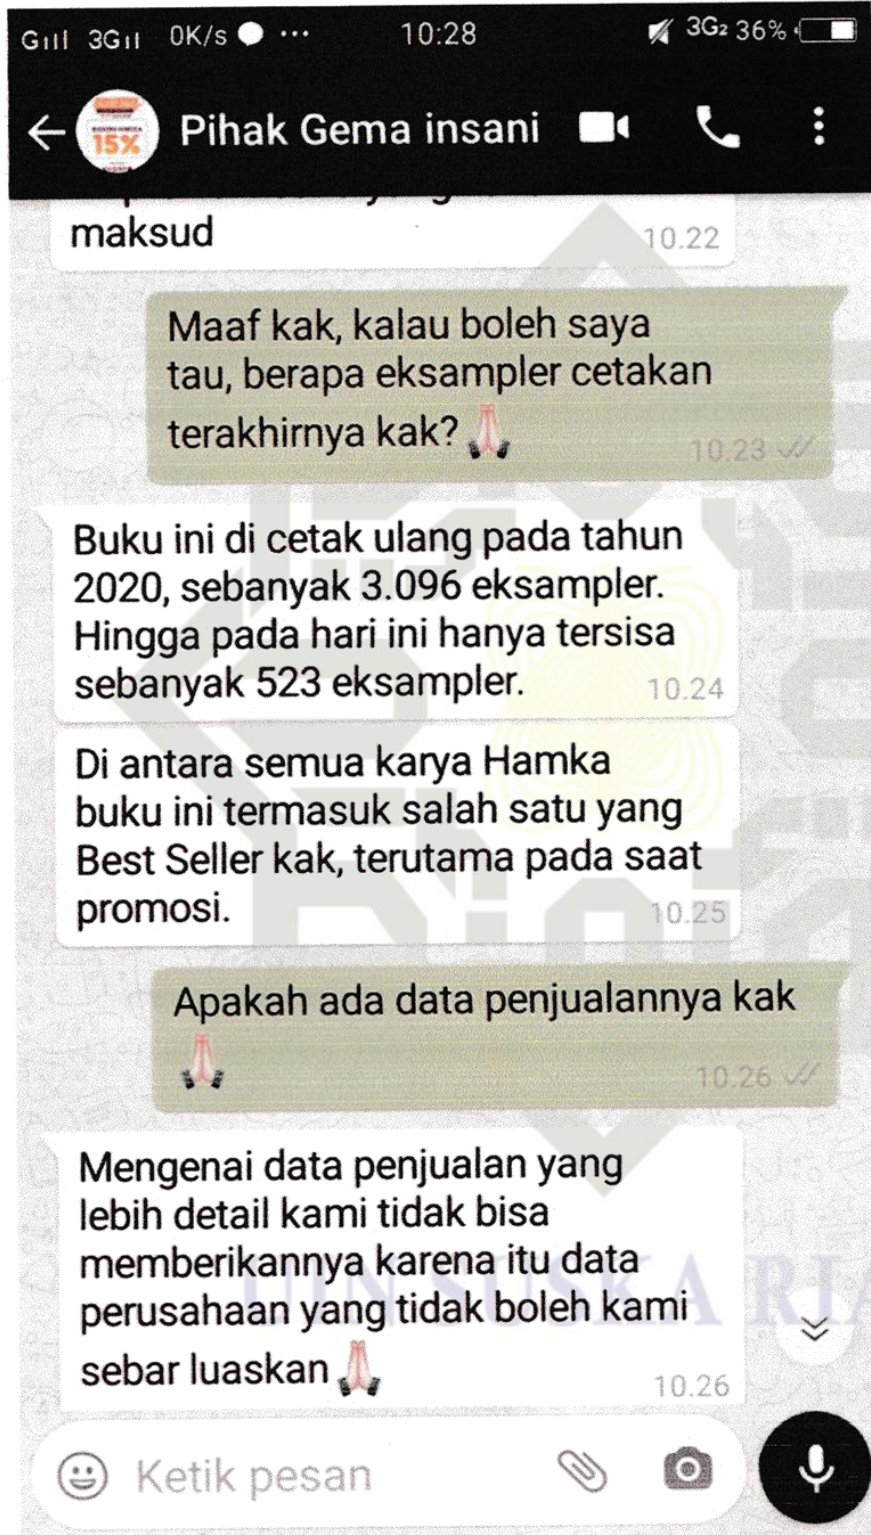 3G 0K/s ... 10:28 3G2 36%
15% Pihak Gema insani
maksud
10.22
Maaf kak, kalau boleh saya
tau, berapa eksampler cetakan
terakhirnya kak?
10.23
Buku ini di cetak ulang pada tahun
2020, sebanyak 3.096 eksampler.
Hingga pada hari ini hanya tersisa
sebanyak 523 eksampler.
10.24
Di antara semua karya Hamka
buku ini termasuk salah satu yang
Best Seller kak, terutama pada saat
promosi.
10.25
Apakah ada data penjualannya kak
10.26
Mengenai data penjualan yang
lebih detail kami tidak bisa
memberikannya karena itu data
perusahaan yang tidak boleh kami
sebar luaskan
10.26
UIN SUSKA RIA
Ketik pesan